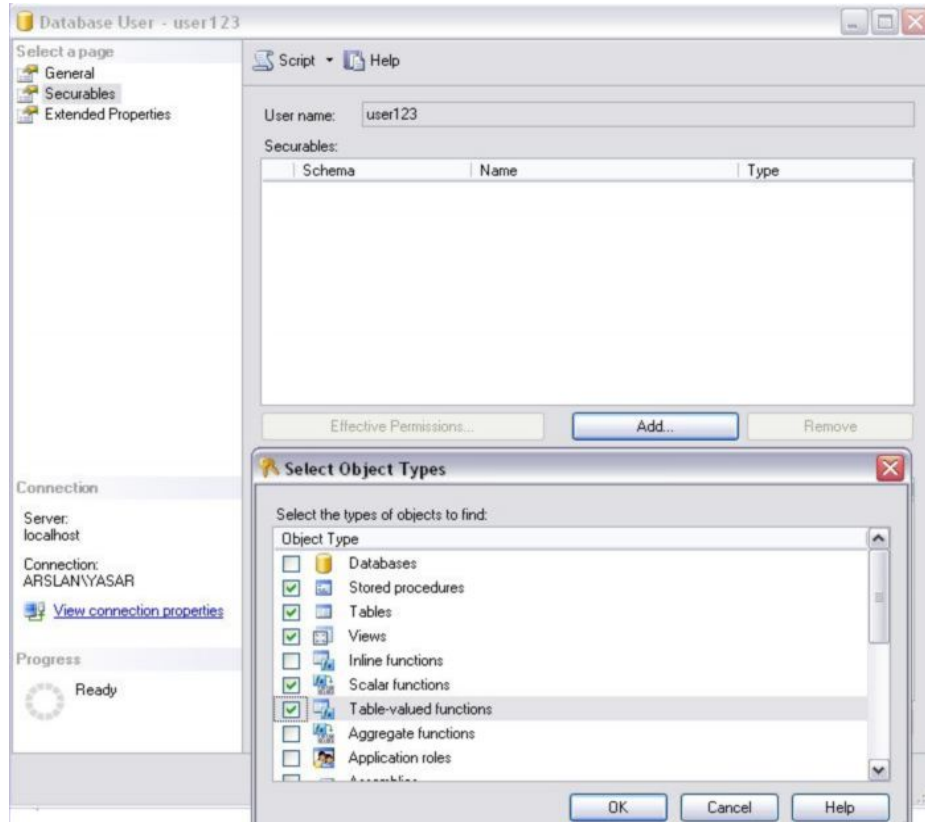 Database User - user123
Select a page
General
Securables
Extended Properties
Script
Help
User name:
user123
Securables:
Schema
Name
Type
Effective Permissions...
Add...
Remove
Connection
Server:
localhost
Connection:
ARSLAN\YASAR
View connection properties
Progress
Ready
Select Object Types
Select the types of objects to find:
Object Type
Databases
Stored procedures
Tables
Views
Inline functions
Scalar functions
Table-valued functions
Aggregate functions
Application roles
OK
Cancel
Help